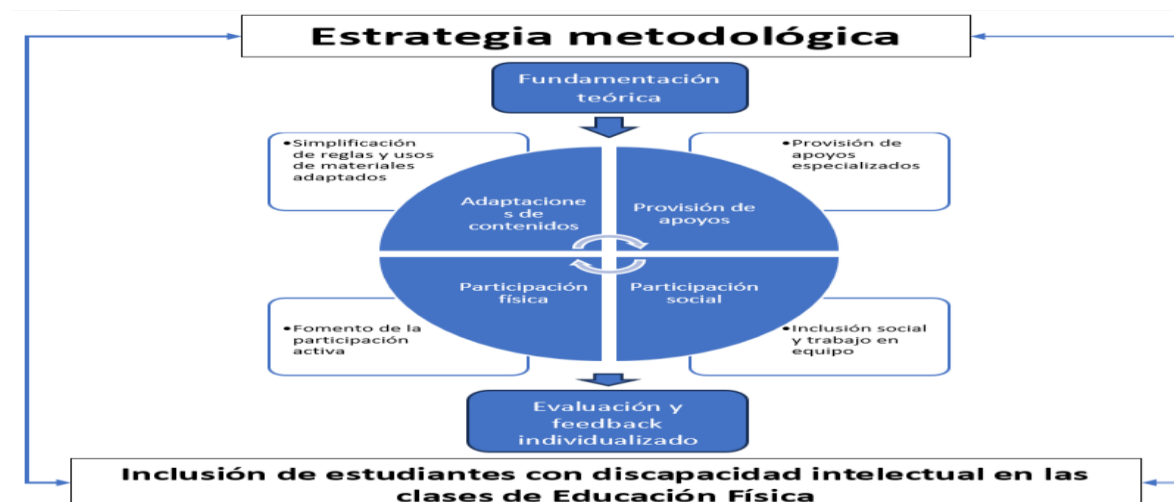 Estrategia metodológica
Fundamentación
teórica
•Simplificación
de reglas y usos
de materiales
adaptados
•Provisión de
apoyos
especializados
Adaptacione
s de
contenidos
Provisión de
apoyos
Participación
física
Participación
social
•Fomento de la
participación
activa
•Inclusión social
y trabajo en
equipo
Evaluación y
feedback
individualizado
Inclusión de estudiantes con discapacidad intelectual en las
clases de Educación Física